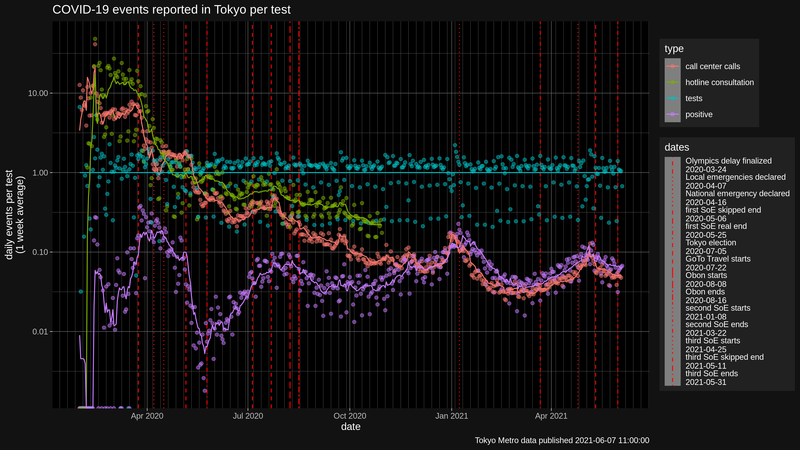 COVID-19 events reported in Tokyo per test
daily events per test
(1 week average)
10.00
1.00
0.10
0.01
Apr 2020
Jul 2020
Oct 2020
Jan 2021
Apr 2021
date
type
call center calls
hotline consultation
tests
positive
dates
Olympics delay finalized
2020-03-24
Local emergencies declared
2020-04-07
National emergency declared
2020-04-16
first SoE skipped end
2020-05-06
first SoE real end
2020-05-25
Tokyo election
2020-07-05
GoTo Travel starts
2020-07-22
Obon starts
2020-08-08
Obon ends
2020-08-16
second SoE starts
2021-01-08
second SoE ends
2021-03-22
third SoE starts
2021-04-25
third SoE skipped end
2021-05-11
third SoE ends
2021-05-31
Tokyo Metro data published 2021-06-07 11:00:00